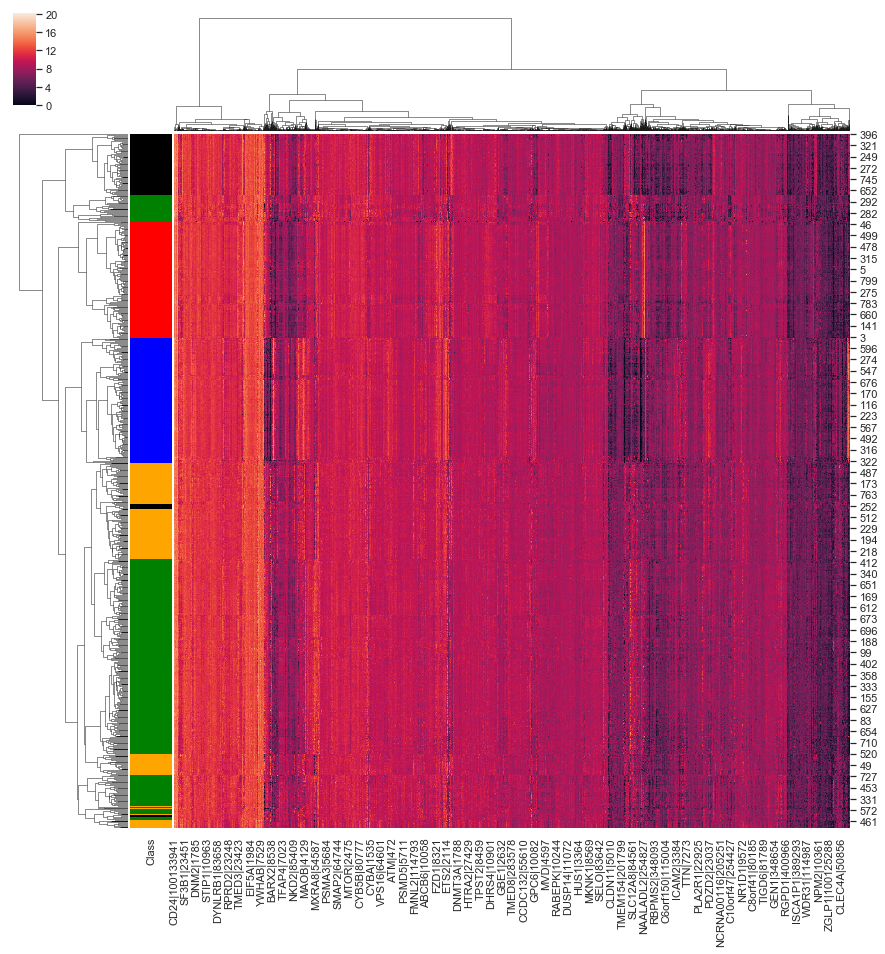 20
16
12
8
4
0
396
321
249
272
745
652
292
282
46
499
478
315
5
799
275
783
660
141
3
596
274
547
676
170
116
223
567
492
316
322
487
173
763
252
512
229
194
218
412
340
651
169
612
673
696
188
99
402
358
333
155
627
83
654
710
520
49
727
453
331
572
461
Class
CD24|100133941
SF3B1|23451
DNM2|1785
STIP1|10963
DYNLRB1|83658
RPRD2|23248
TMED3|23423
EIF5A|1984
YWHAB|7529
BARX2|8538
TFAP4|7023
NKD2|85409
MAOB|4129
MXRA8|54587
PSMA3|5684
SMAP2|64744
MTOR|2475
CYB5B|80777
CYBA|1535
VPS16|64601
ATM|472
PSMD5|5711
FMNL2|114793
ABCB6|10058
FZD1|8321
ETS2|2114
DNMT3A|1788
HTRA2|27429
TPST2|8459
DHRS4|10901
GBE1|2632
TMED8|283578
CCDC132|55610
GPC6|10082
MVD|4597
RABEPK|10244
DUSP14|11072
HUS1|3364
MKNK1|8569
SELO|83642
CLDN11|5010
TMEM154|201799
SLC12A8|84561
NAALADL2|254827
RBPMS2|348093
C6orf150|115004
ICAM2|3384
TTN|7273
PLA2R1|22925
PDZD2|23037
NCRNA00116|205251
C10orf47|254427
NR1D1|9572
C8orf41|80185
TIGD6|81789
GEN1|348654
RGPD1|400966
ISCA1P1|389293
WDR31|114987
NPM2|10361
ZGLP1|100125288
CLEC4A|50856